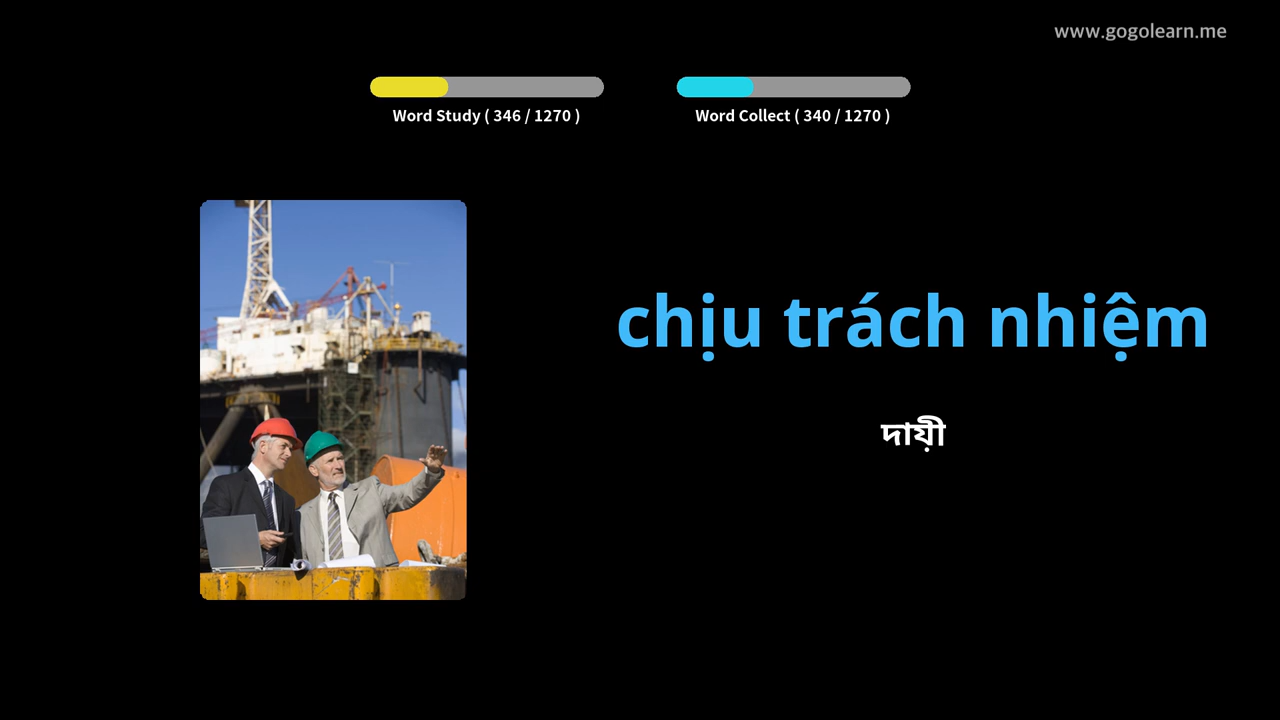 www.gogolearn.me
Word Study ( 346 / 1270 )
Word Collect ( 340 / 1270 )
chịu trách nhiệm
দায়ী